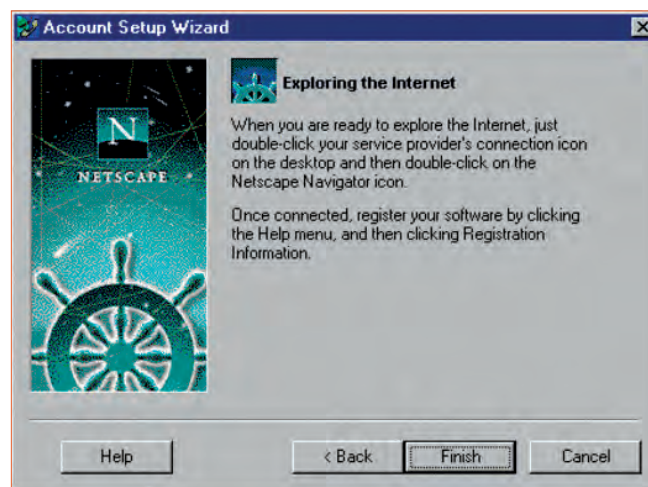 Account Setup Wizard
N
NETSCAPE
Exploring the Internet
When you are ready to explore the Internet, just
double-click your service provider's connection icon
on the desktop and then double-click on the
Netscape Navigator icon.
Once connected, register your software by clicking
the Help menu, and then clicking Registration
Information.
Help
< Back
Finish
Cancel